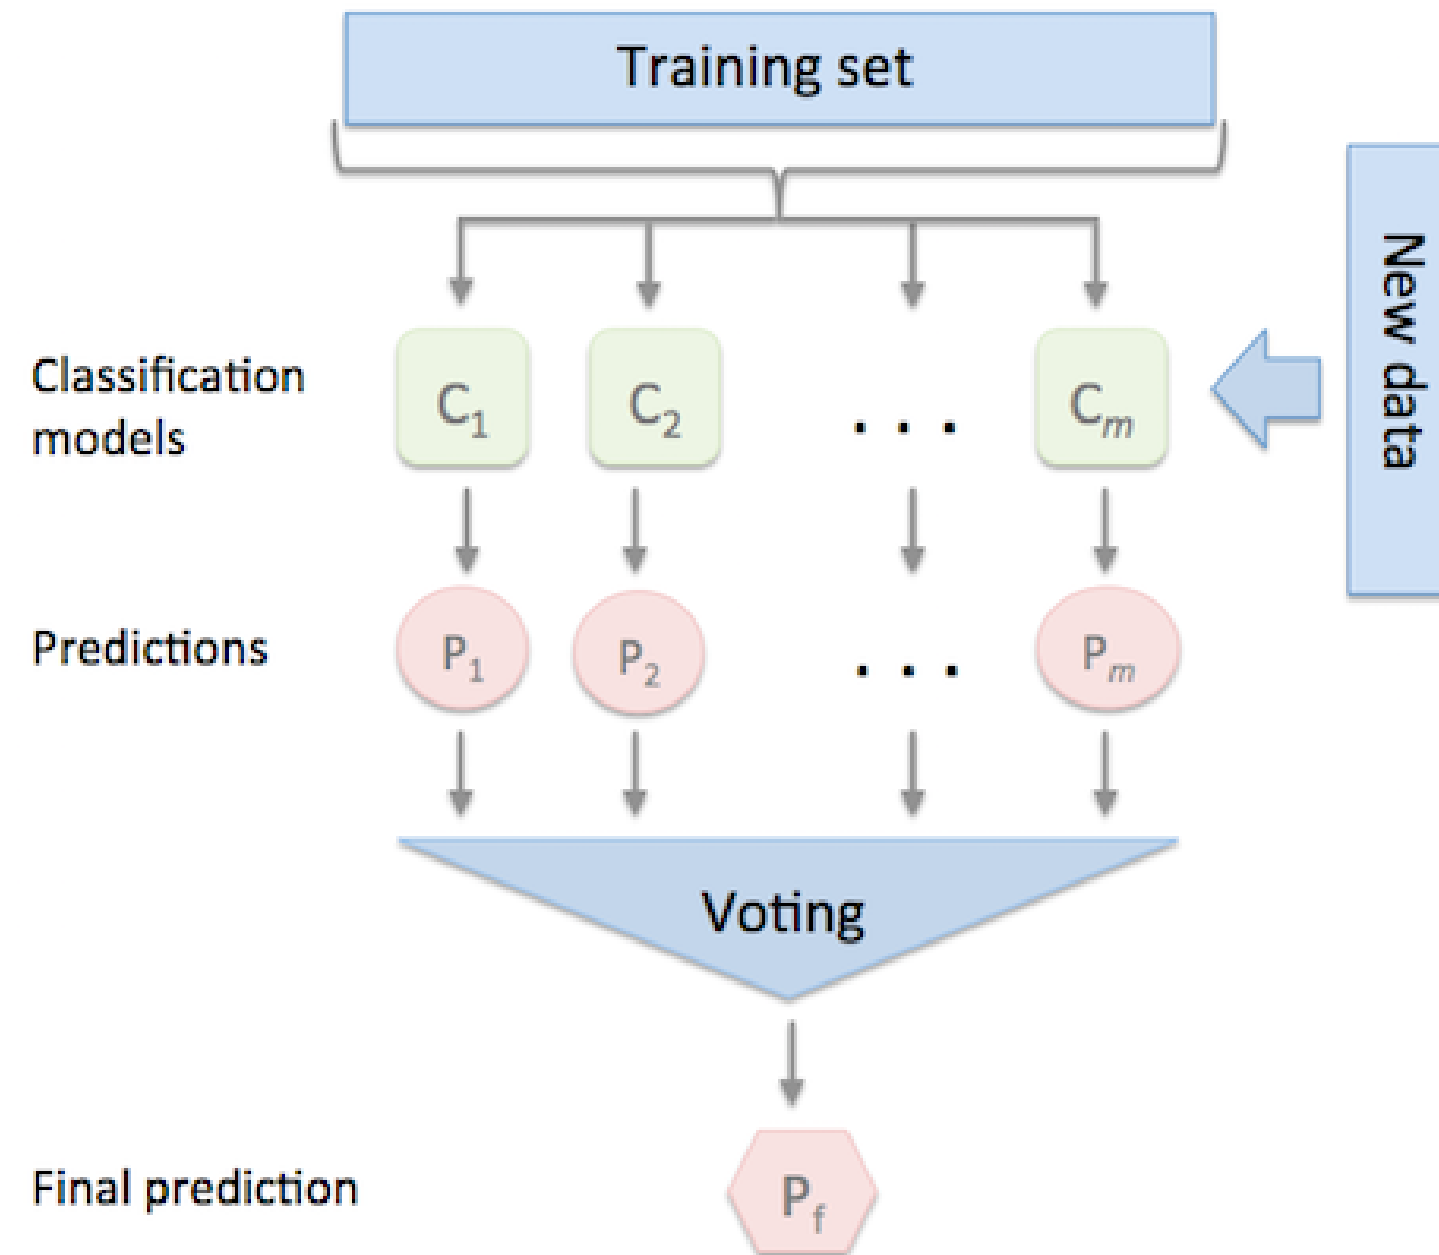 Training set
New data
Classification
models
C1 C2 . . . Cm
Predictions
P1 P2 . . . Pm
Voting
Final prediction
Pf